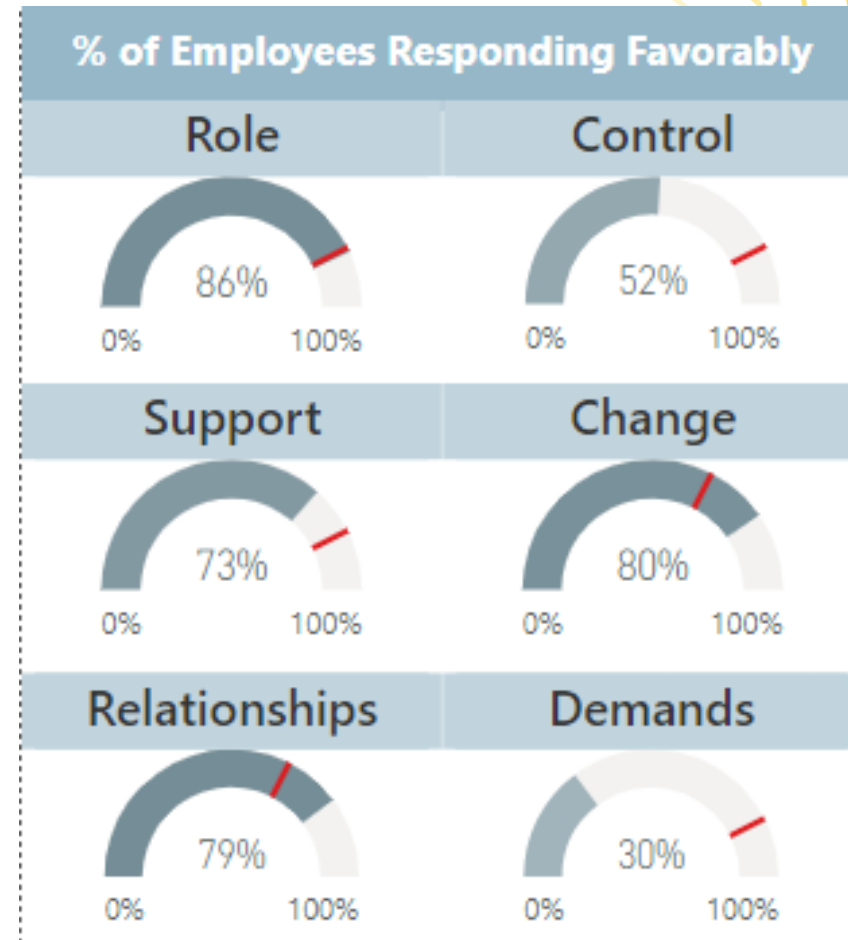 % of Employees Responding Favorably
Role
Control
86%
0%
100%
52%
0%
100%
Support
Change
73%
0%
100%
80%
0%
100%
Relationships
Demands
79%
0%
100%
30%
0%
100%